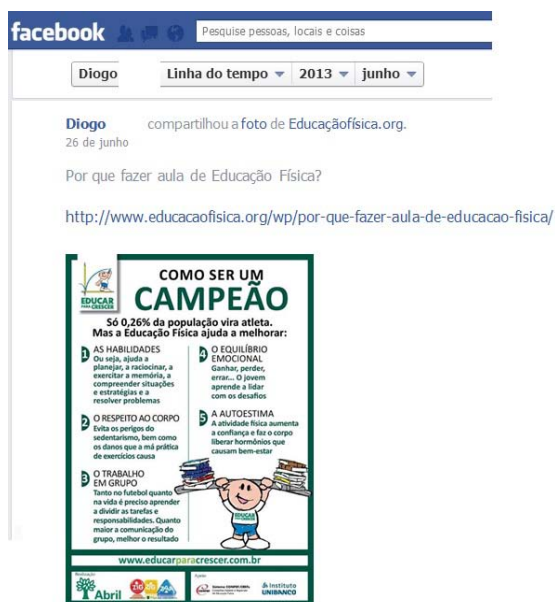 facebook
Pesquise pessoas, locais e coisas
Diogo Linha do tempo 2013 junho
Diogo compartilhou a foto de Educaçãofísica.org.
26 de junho
Por que fazer aula de Educação Física?
http://www.educacaofisica.org/wp/por-que-fazer-aula-de-educacao-fisica/
EDUCAR
PARA CRESCER
COMO SER UM
CAMPEÃO
Só 0,26% da população vira atleta.
Mas a Educação Física ajuda a melhorar:
1 AS HABILIDADES
Ou seja, ajuda a
planejar, a raciocinar, a
exercitar a memória, a
compreender situações
e estratégias e a
resolver problemas
2 O RESPEITO AO CORPO
Evita os perigos do
sedentarismo, bem como
os danos que a má prática
de exercícios causa
3 O TRABALHO
EM GRUPO
Tanto no futebol quanto
na vida é preciso aprender
a dividir as tarefas e
responsabilidades. Quanto
maior a comunicação do
grupo, melhor o resultado
4 O EQUILÍBRIO
EMOCIONAL
Ganhar, perder,
errar... O jovem
aprende a lidar
com os desafios
5 A AUTOESTIMA
A atividade física aumenta
a confiança e faz o corpo
liberar hormônios que
causam bem-estar
EDUCAR
www.educarparacrescer.com.br
Abril
Instituto
UNIBANCO